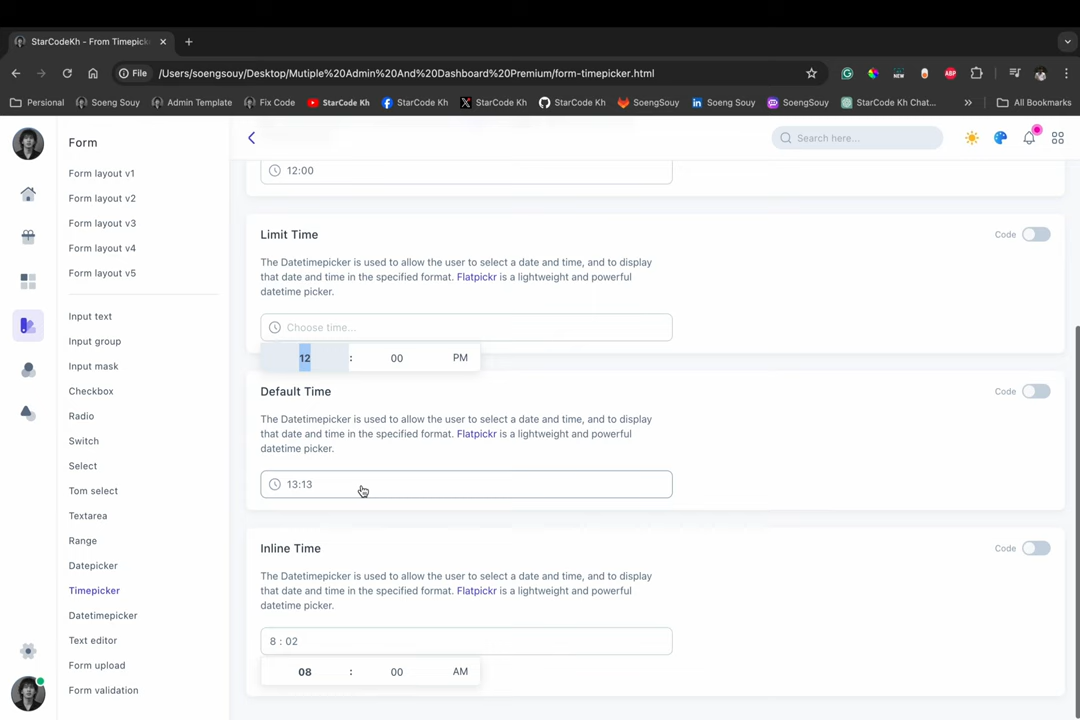 StarCodeKh - From Timepick
File
/Users/soengsouy/Desktop/Mutiple%20Admin%20And%20Dashboard%20Premium/form-timepicker.html
ABP
Personal
Soeng Souy
Admin Template
Fix Code
StarCode Kh
StarCode Kh
StarCode Kh
StarCode Kh
SoengSouy
Soeng Souy
SoengSouy
StarCode Kh Chat...
All Bookmarks
Form
Form layout v1
Form layout v2
Form layout v3
Form layout v4
Form layout v5
Input text
Input group
Input mask
Checkbox
Radio
Switch
Select
Tom select
Textarea
Range
Datepicker
Timepicker
Datetimepicker
Text editor
Form upload
Form validation
Search here...
12:00
Limit Time
Code
The Datetimepicker is used to allow the user to select a date and time, and to display
that date and time in the specified format. Flatpickr is a lightweight and powerful
datetime picker.
Choose time...
12 : 00 PM
Default Time
Code
The Datetimepicker is used to allow the user to select a date and time, and to display
that date and time in the specified format. Flatpickr is a lightweight and powerful
datetime picker.
13:13
Inline Time
Code
The Datetimepicker is used to allow the user to select a date and time, and to display
that date and time in the specified format. Flatpickr is a lightweight and powerful
datetime picker.
8 : 02
08 : 00 AM